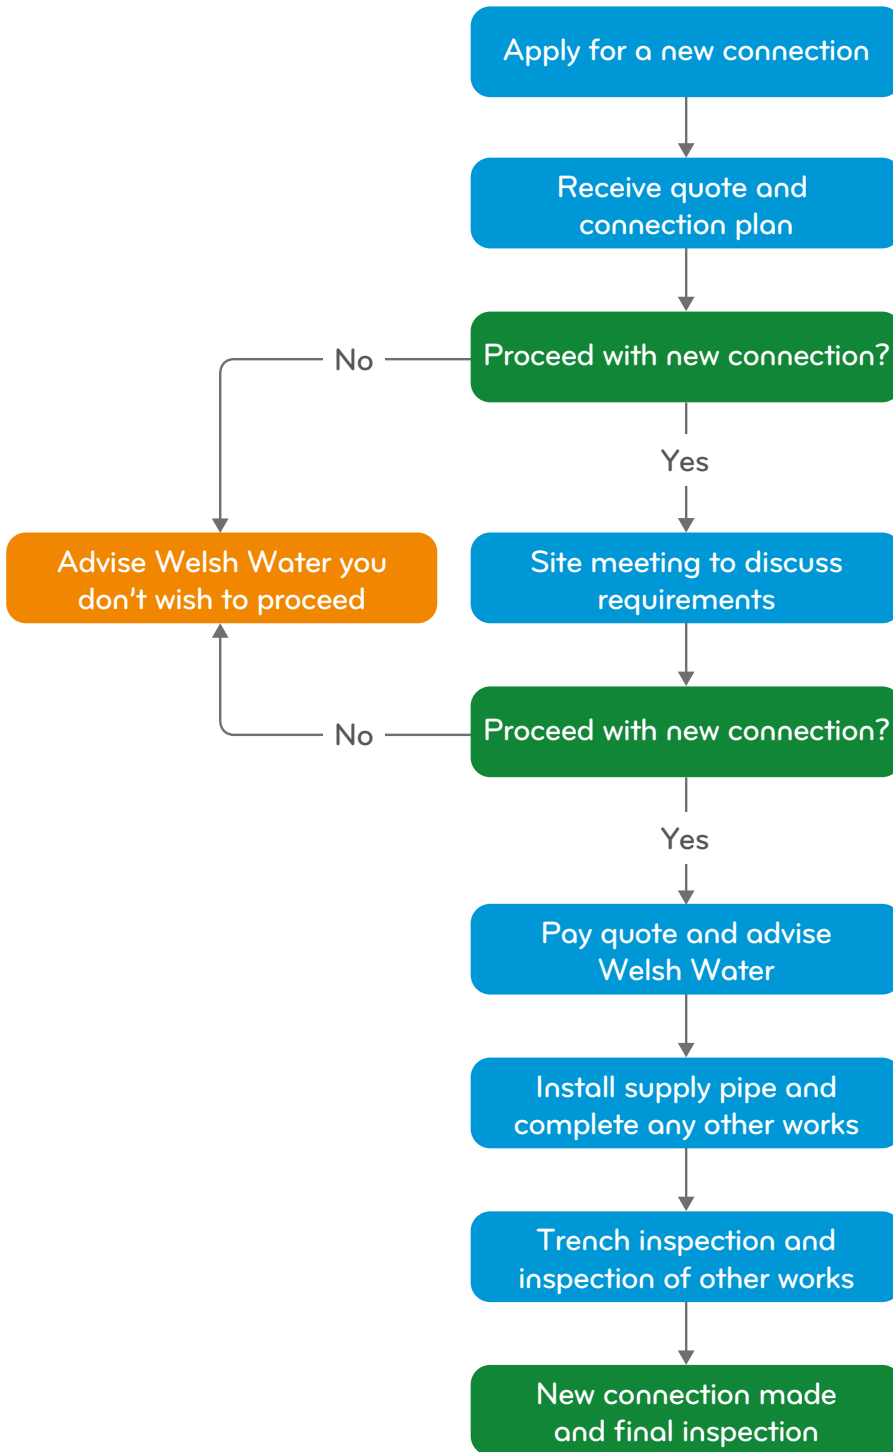 Apply for a new connection
Receive quote and
connection plan
Proceed with new connection?
No
Yes
Advise Welsh Water you
don't wish to proceed
Site meeting to discuss
requirements
Proceed with new connection?
No
Yes
Pay quote and advise
Welsh Water
Install supply pipe and
complete any other works
Trench inspection and
inspection of other works
New connection made
and final inspection